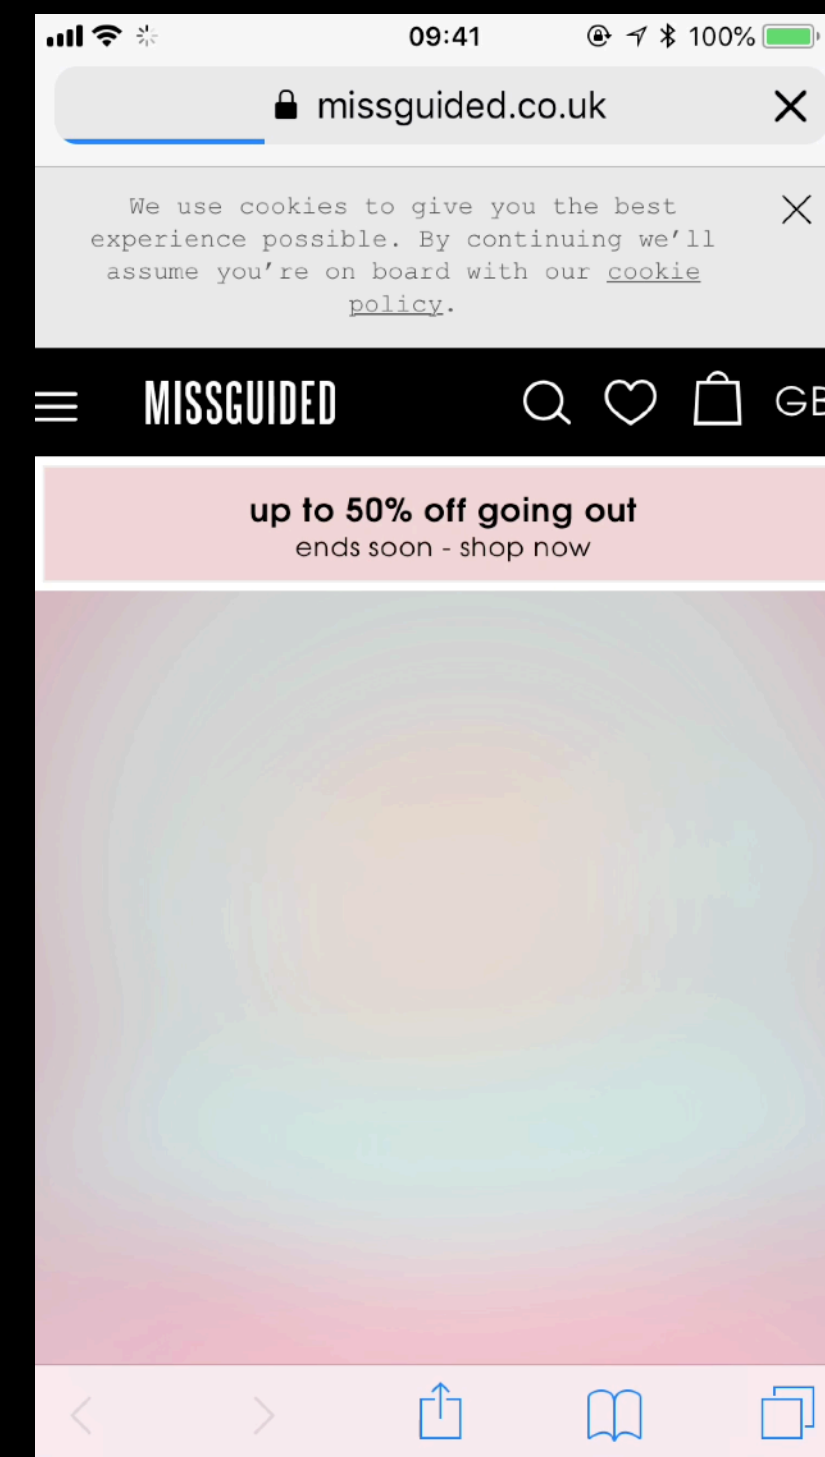 09:41
100%
missguided.co.uk
We use cookies to give you the best
experience possible. By continuing we'll
assume you're on board with our cookie
policy.
MISSGUIDED
GB
up to 50% off going out
ends soon - shop now